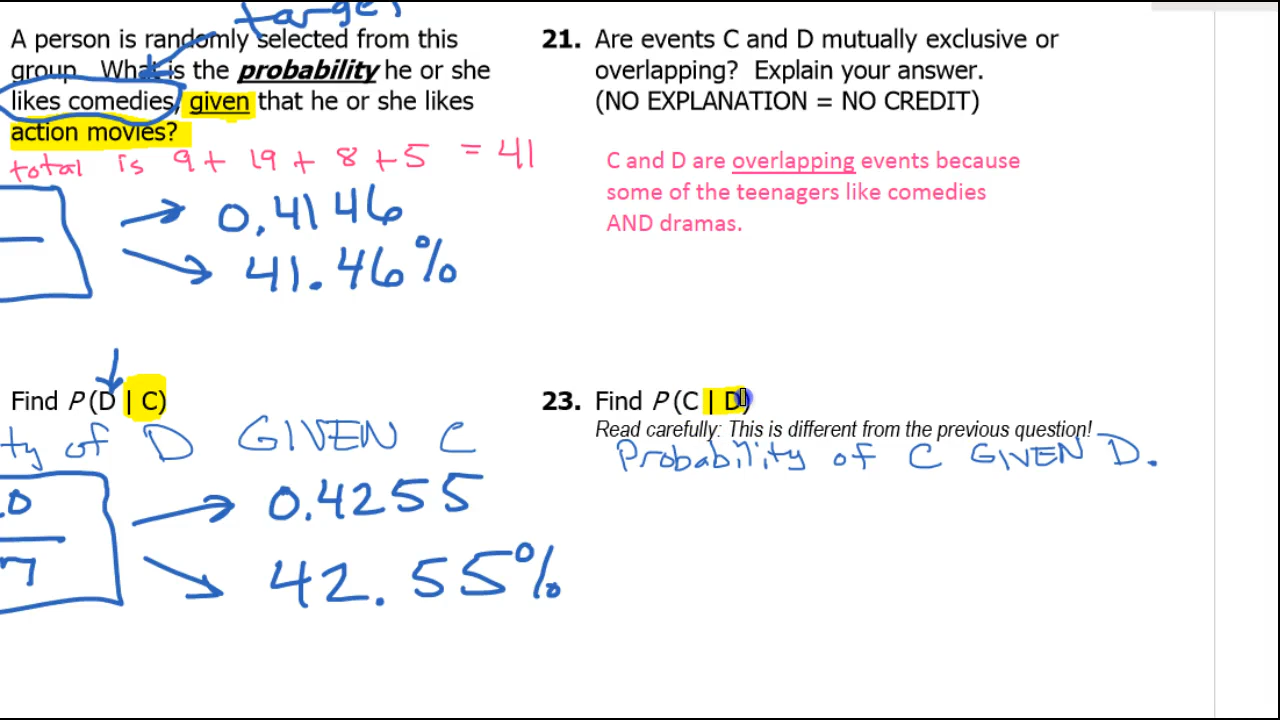 target
A person is randomly selected from this
group. What is the probability he or she
likes comedies, given that he or she likes
action movies?
total is 9 + 19 + 8 + 5 = 41
0.4146
41.46%
21. Are events C and D mutually exclusive or
overlapping? Explain your answer.
(NO EXPLANATION = NO CREDIT)
C and D are overlapping events because
some of the teenagers like comedies
AND dramas.
Find P(D | C)
ty of D GIVEN C
0
7
0.4255
42.55%
23. Find P(C | D)
Read carefully: This is different from the previous question!
Probability of C GIVEN D.